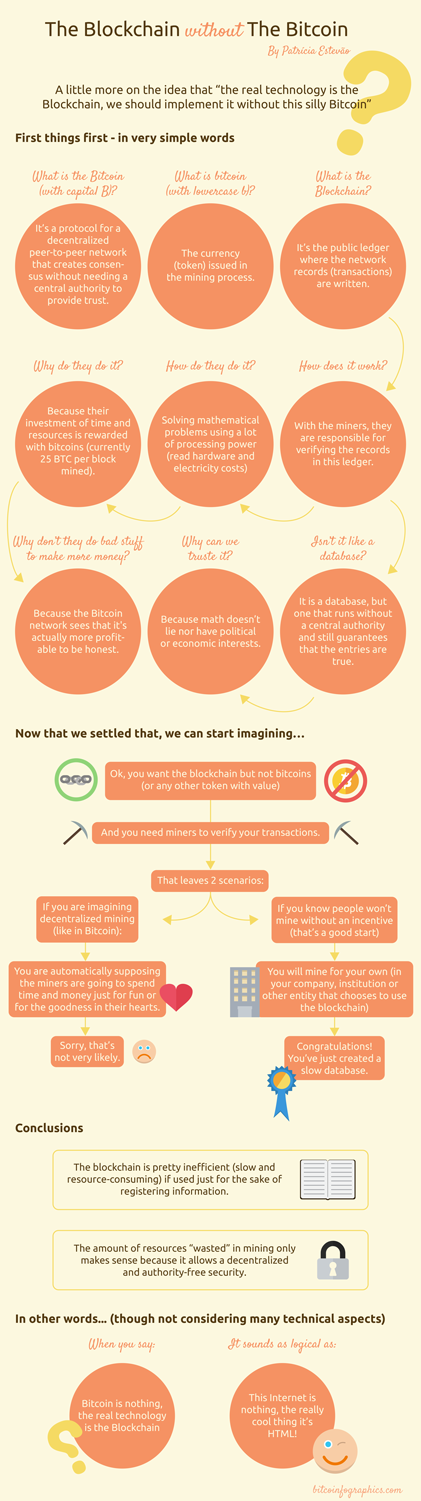 The Blockchain without The Bitcoin
By Patrícia Estevão
A little more on the idea that “the real technology is the
Blockchain, we should implement it without this silly Bitcoin”
First things first - in very simple words
What is the Bitcoin
(with capital B)?
It's a protocol for a
decentralized
peer-to-peer network
that creates consen-
sus without needing a
central authority to
provide trust.
What is bitcoin
(with lowercase b)?
The currency
(token) issued in
the mining process.
What is the
Blockchain?
It's the public ledger
where the network
records (transactions)
are written.
Why do they do it?
Because their
investment of time and
resources is rewarded
with bitcoins (currently
25 BTC per block
mined).
How do they do it?
Solving mathematical
problems using a lot
of processing power
(read hardware and
electricity costs)
How does it work?
With the miners, they
are responsible for
verifying the records
in this ledger.
Why don't they do bad stuff
to make more money?
Because the Bitcoin
network sees that it's
actually more profit-
able to be honest.
Why can we
truste it?
Because math doesn't
lie nor have political
or economic interests.
Isn't it like a
database?
It is a database, but
one that runs without
a central authority
and still guarantees
that the entries are
true.
Now that we settled that, we can start imagining...
Ok, you want the blockchain but not bitcoins
(or any other token with value)
And you need miners to verify your transactions.
That leaves 2 scenarios:
If you are imagining
decentralized mining
(like in Bitcoin):
You are automatically supposing
the miners are going to spend
time and money just for fun or
for the goodness in their hearts.
Sorry, that's
not very likely.
If you know people won't
mine without an incentive
(that's a good start)
You will mine for your own (in
your company, institution or
other entity that chooses to use
the blockchain)
Congratulations!
You've just created a
slow database.
Conclusions
The blockchain is pretty inefficient (slow and
resource-consuming) if used just for the sake of
registering information.
The amount of resources “wasted” in mining only
makes sense because it allows a decentralized
and authority-free security.
In other words... (though not considering many technical aspects)
When you say:
Bitcoin is nothing,
the real technology
is the Blockchain
It sounds as logical as:
This Internet is
nothing, the really
cool thing it's
HTML!
bitcoinfographics.com